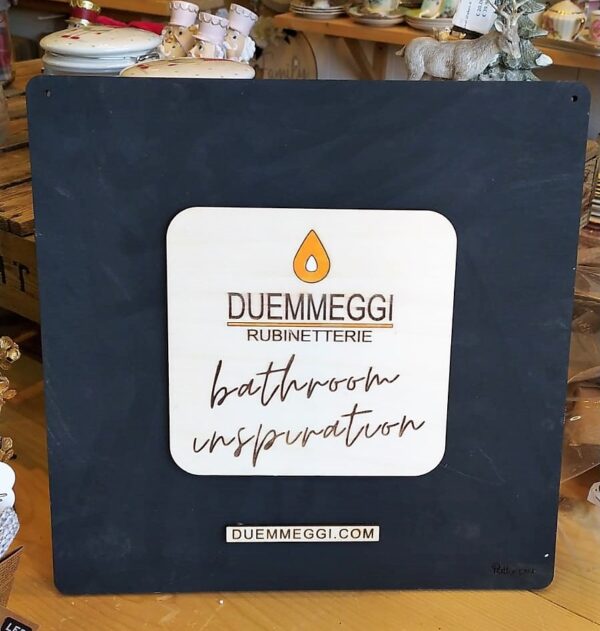 DUEMMEGGI
RUBINETTERIE
bathroom
inspiration
DUEMMEGGI.COM